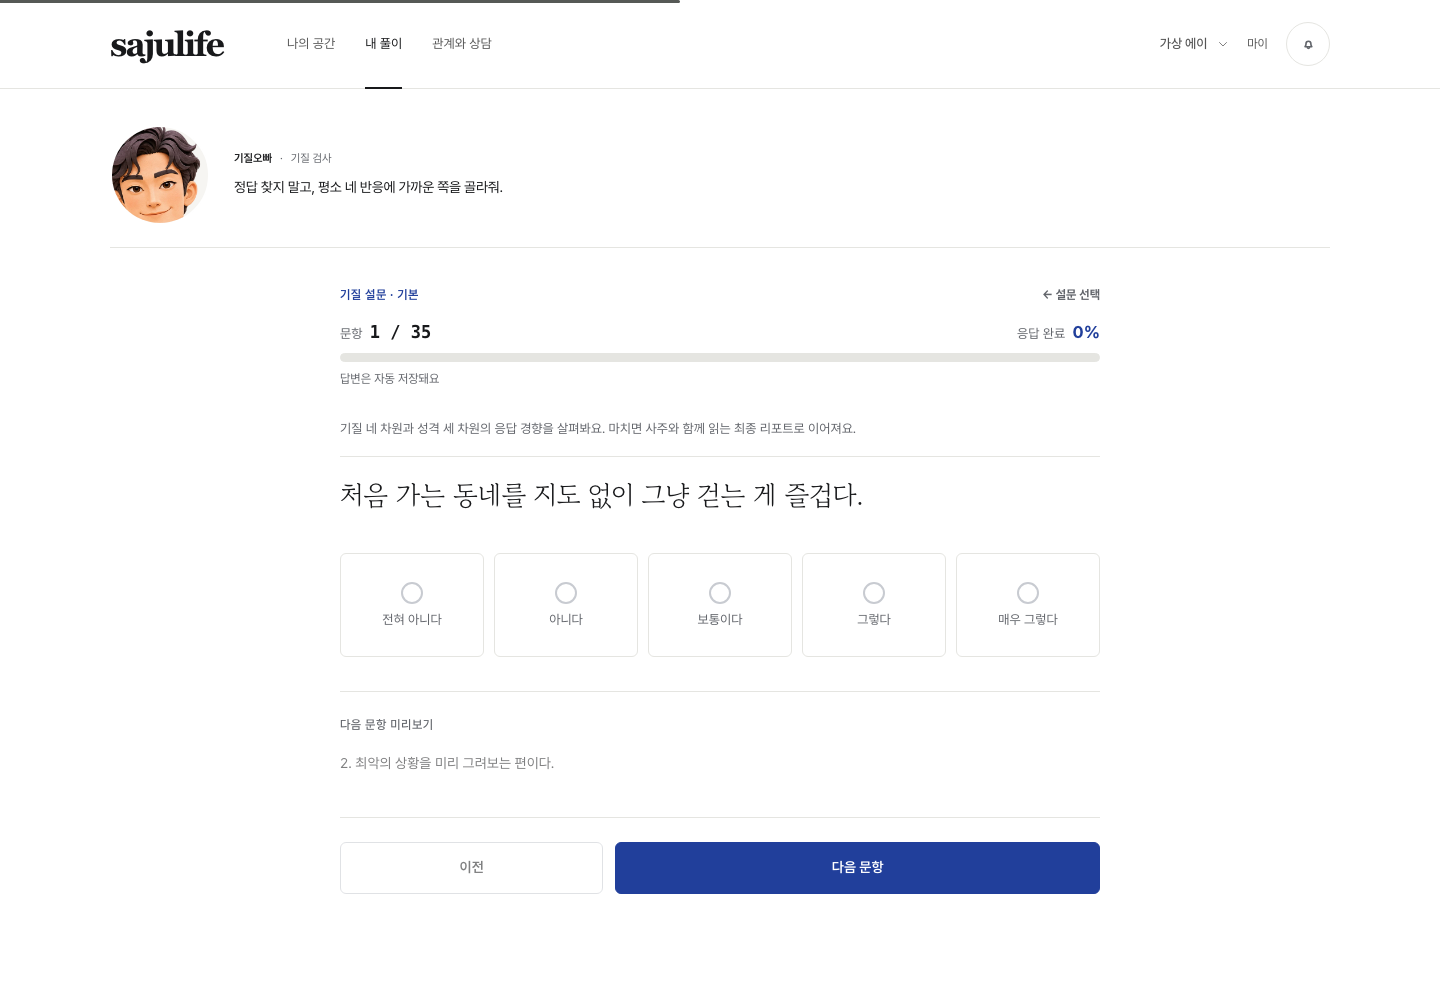 sajulife
나의 공간 내 풀이 관계와 상담 가상 에이 마이
기질오빠 · 기질 검사
정답 찾지 말고, 평소 네 반응에 가까운 쪽을 골라줘.
기질 설문 · 기본 ← 설문 선택
문항 1 / 35 응답 완료 0%
답변은 자동 저장돼요
기질 네 차원과 성격 세 차원의 응답 경향을 살펴봐요. 마치면 사주와 함께 읽는 최종 리포트로 이어져요.
처음 가는 동네를 지도 없이 그냥 걷는 게 즐겁다.
전혀 아니다 아니다 보통이다 그렇다 매우 그렇다
다음 문항 미리보기
2. 최악의 상황을 미리 그려보는 편이다.
이전 다음 문항